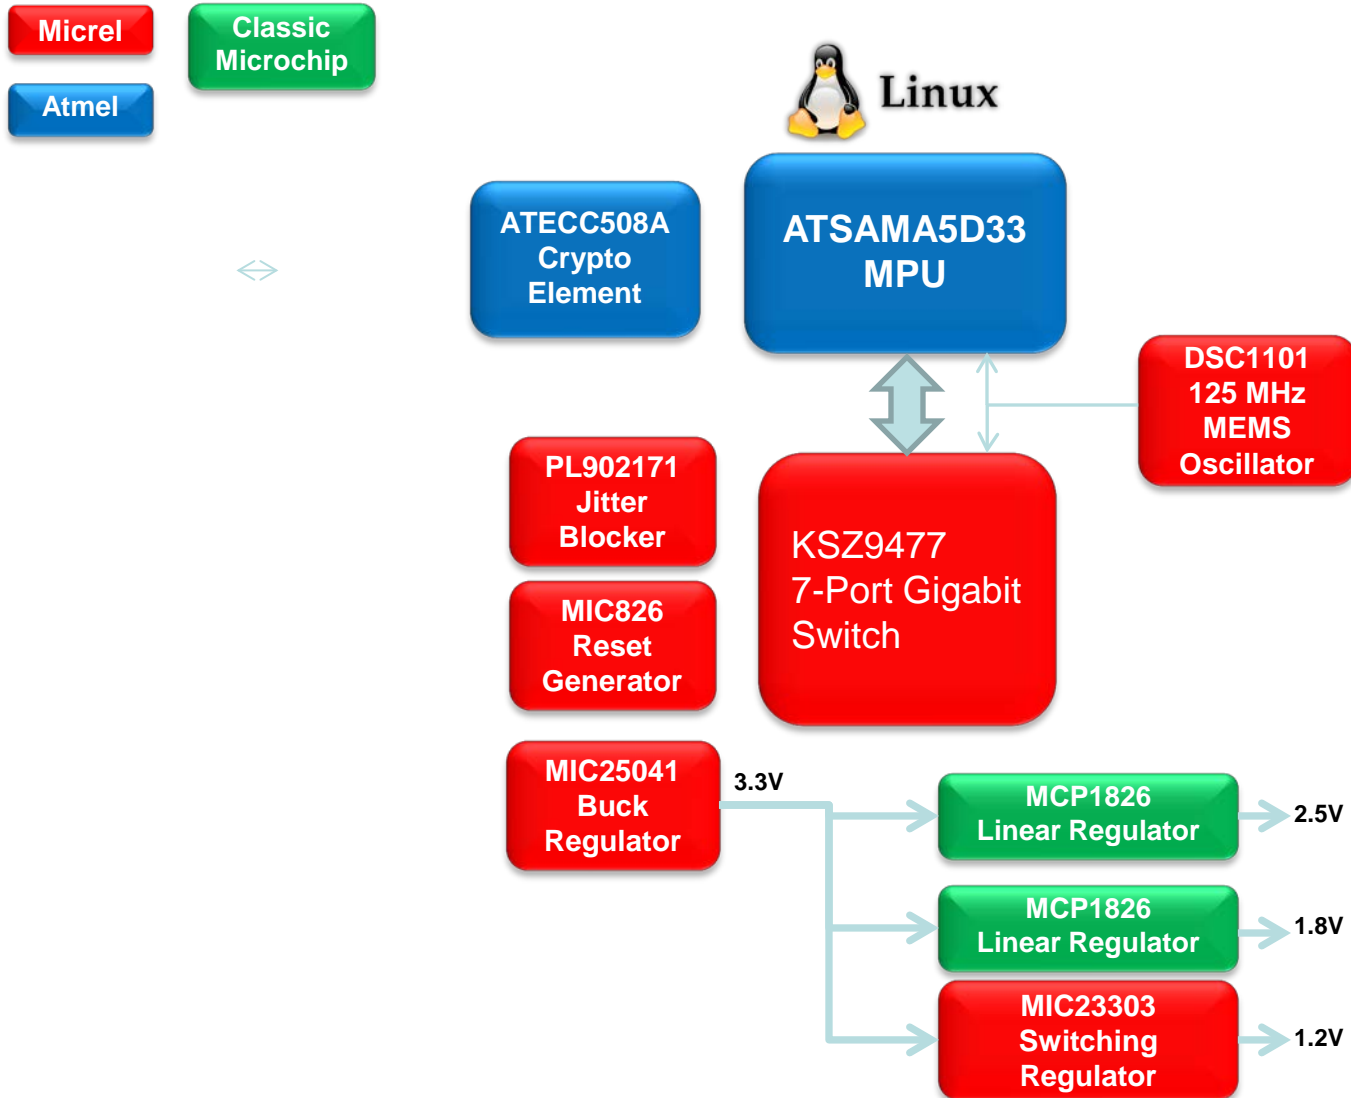 Micrel
Classic
Microchip
Atmel
Linux
ATECC508A
Crypto
Element
ATSAMA5D33
MPU
DSC1101
125 MHz
MEMS
Oscillator
PL902171
Jitter
Blocker
KSZ9477
7-Port Gigabit
Switch
MIC826
Reset
Generator
MIC25041
Buck
Regulator
3.3V
MCP1826
Linear Regulator
2.5V
MCP1826
Linear Regulator
1.8V
MIC23303
Switching
Regulator
1.2V